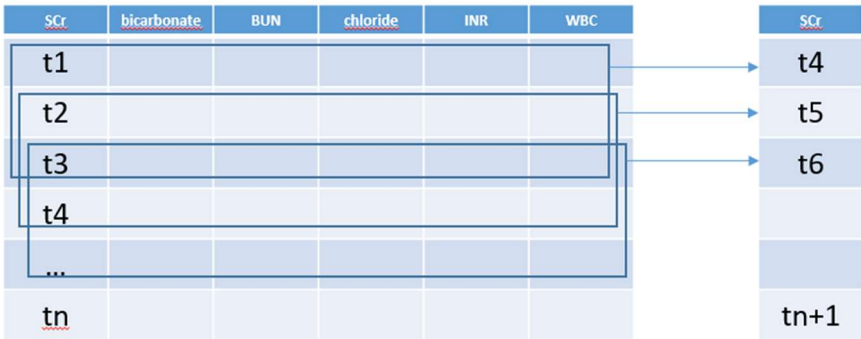 SCr bicarbonate BUN chloride INR WBC SCr
t1 t4
t2 t5
t3 t6
t4
...
tn tn+1